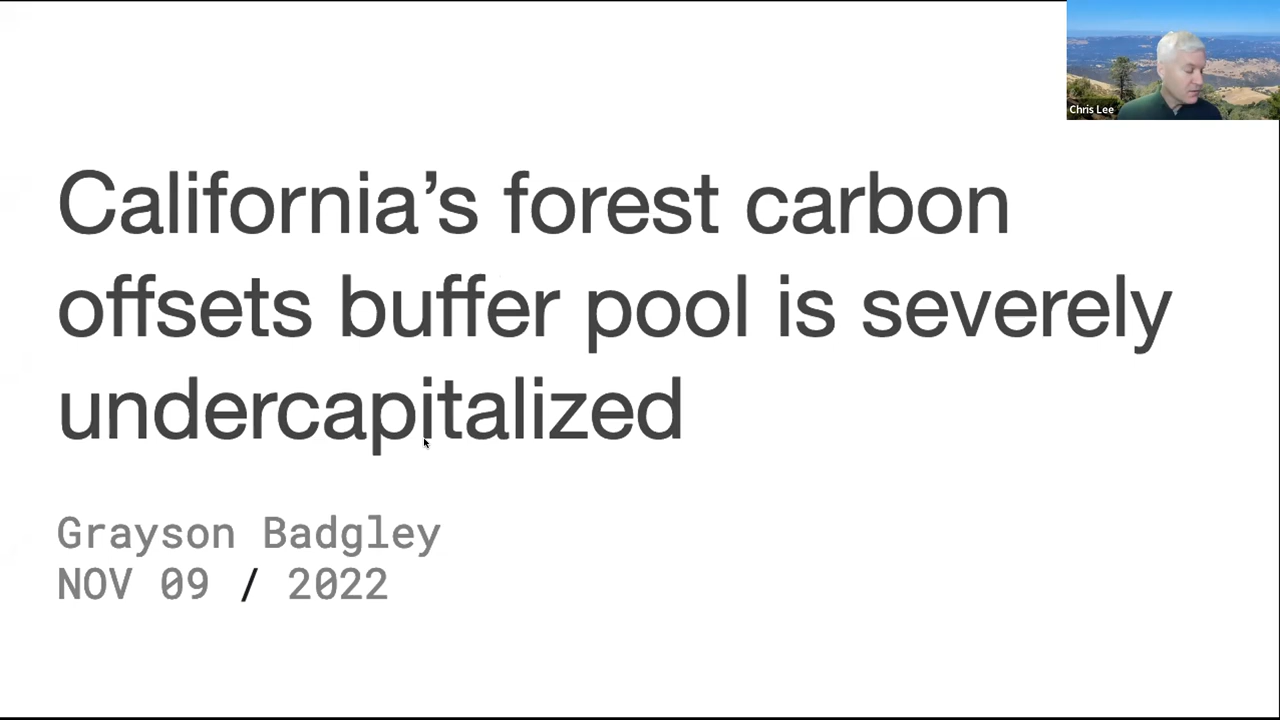 Chris Lee
California’s forest carbon
offsets buffer pool is severely
undercapitalized
Grayson Badgley
NOV 09 / 2022